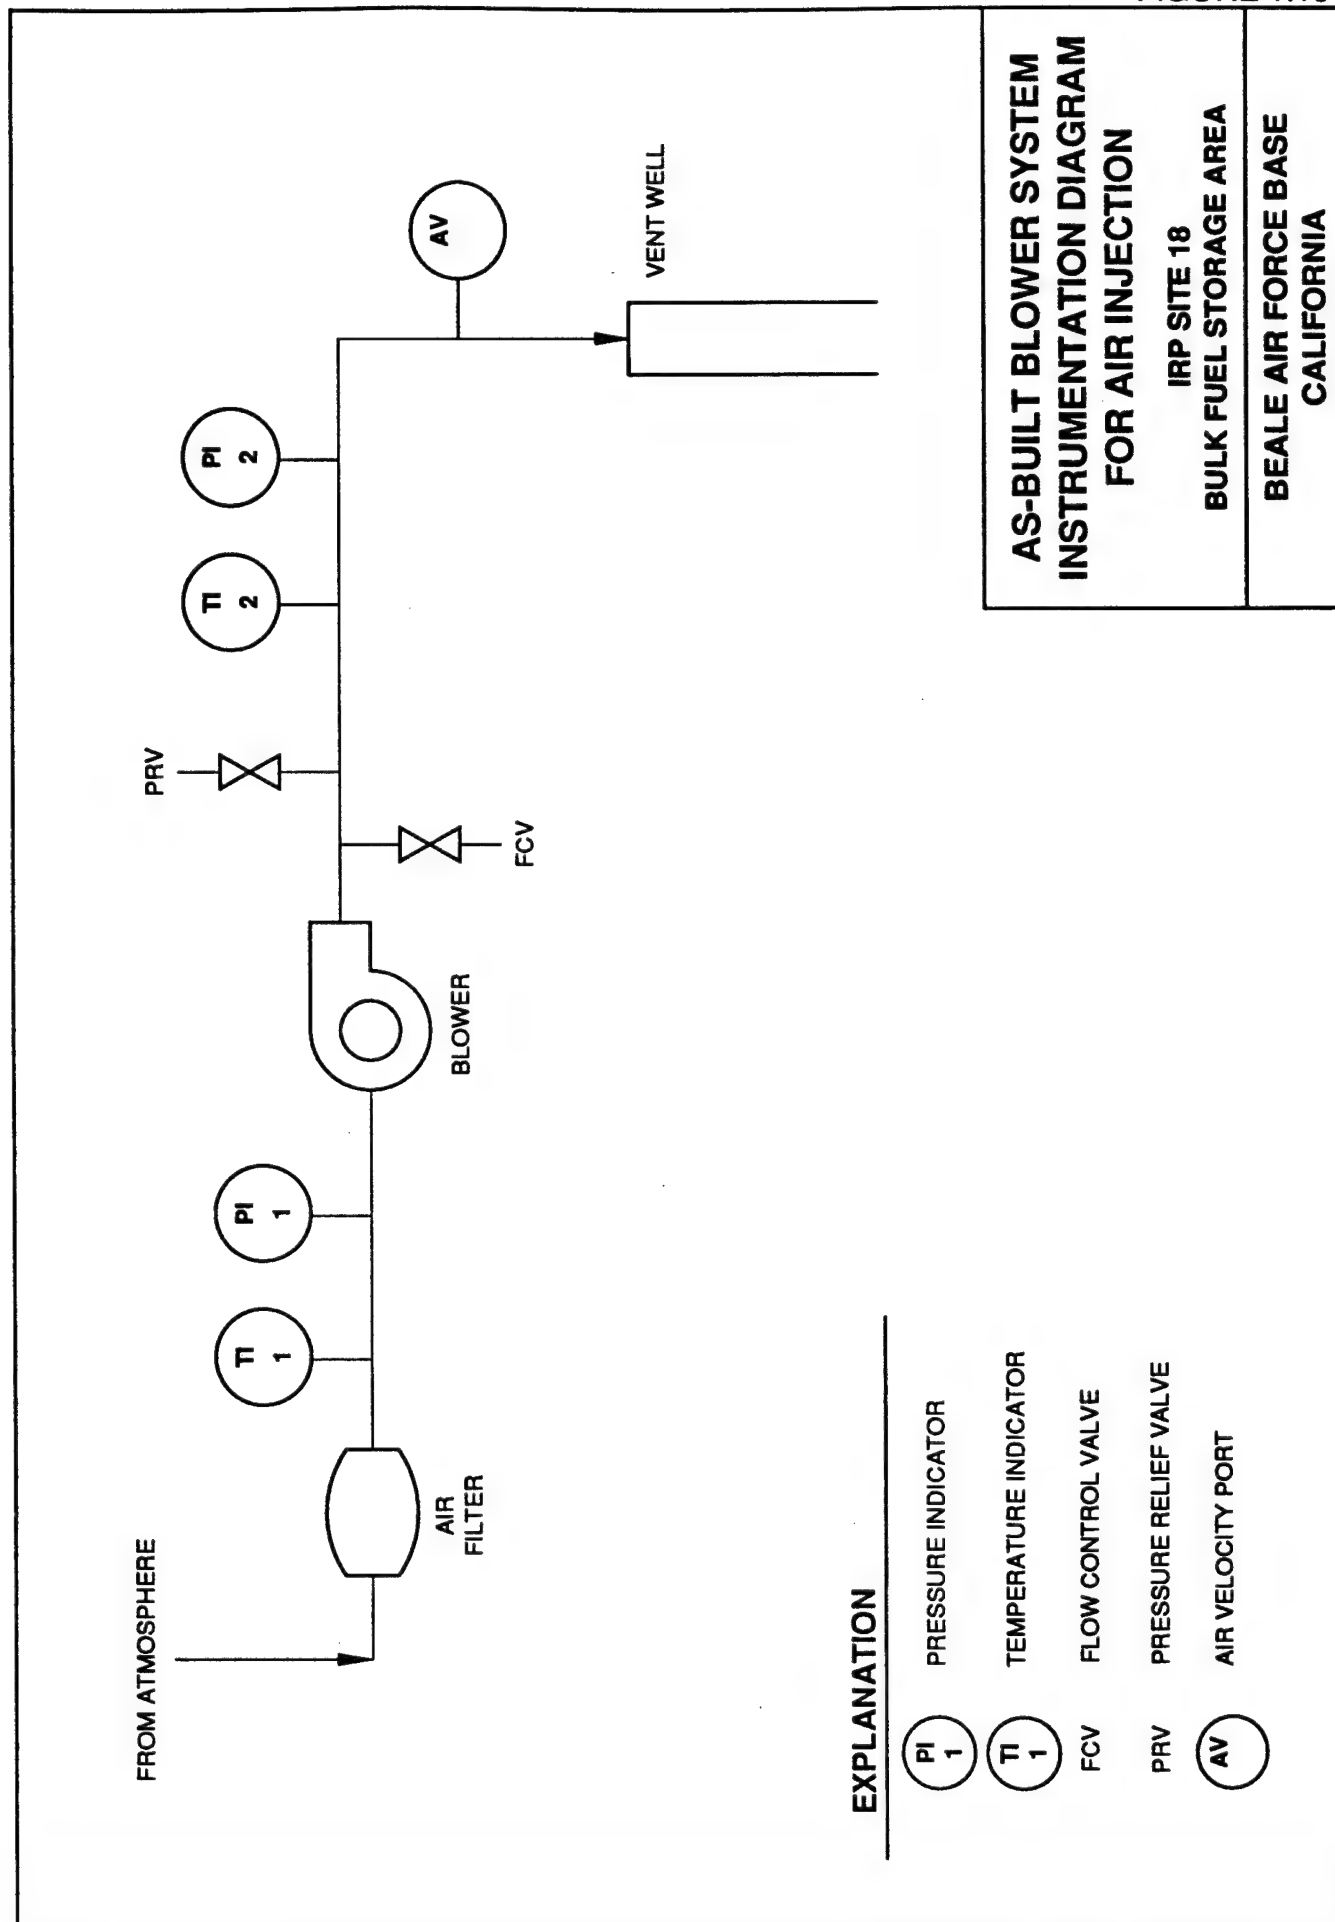 FIGURE
FROM ATMOSPHERE
AIR
FILTER
TI
1
PI
1
BLOWER
FCV
PRV
TI
2
PI
2
AV
VENT WELL
EXPLANATION
PI
1
PRESSURE INDICATOR
TI
1
TEMPERATURE INDICATOR
FCV FLOW CONTROL VALVE
PRV PRESSURE RELIEF VALVE
AV AIR VELOCITY PORT
AS-BUILT BLOWER SYSTEM
INSTRUMENTATION DIAGRAM
FOR AIR INJECTION
IRP SITE 18
BULK FUEL STORAGE AREA
BEALE AIR FORCE BASE
CALIFORNIA